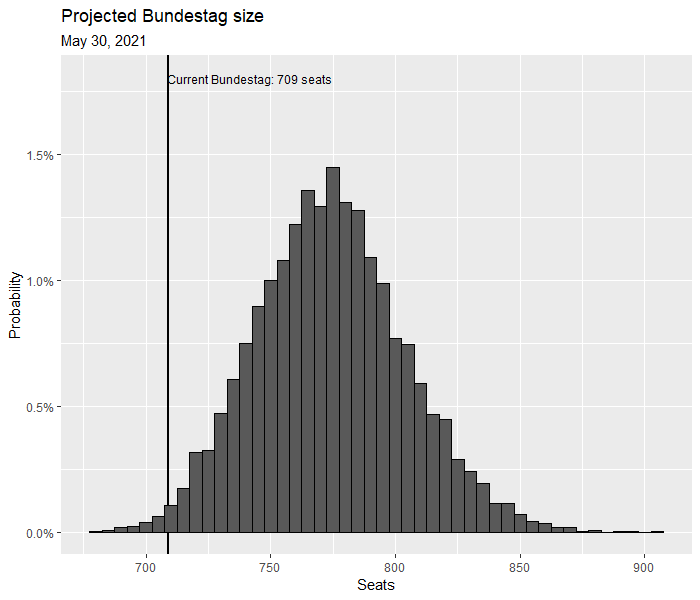 Projected Bundestag size
May 30, 2021
Current Bundestag: 709 seats
1.5%
1.0%
0.5%
0.0%
Probability
700 750 800 850 900
Seats